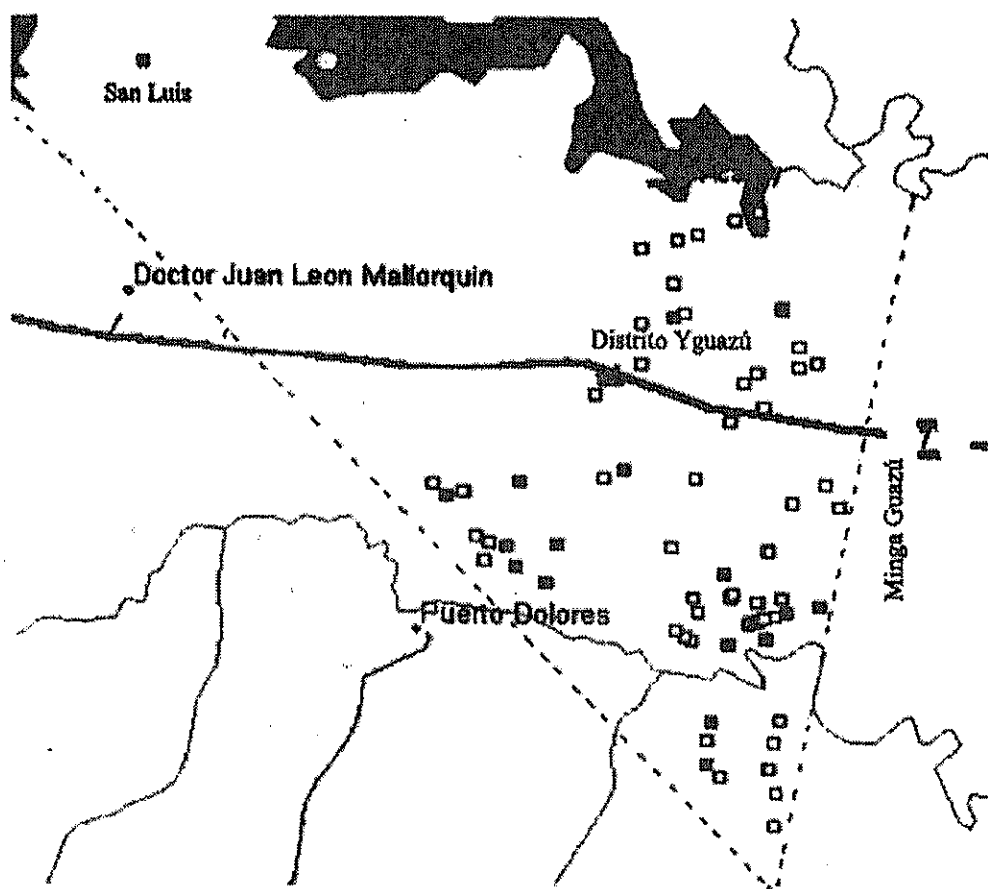 San Luis
Doctor Juan Leon Mallorquin
Distrito Yguazú
Minga Guazú
Puerto Dolores